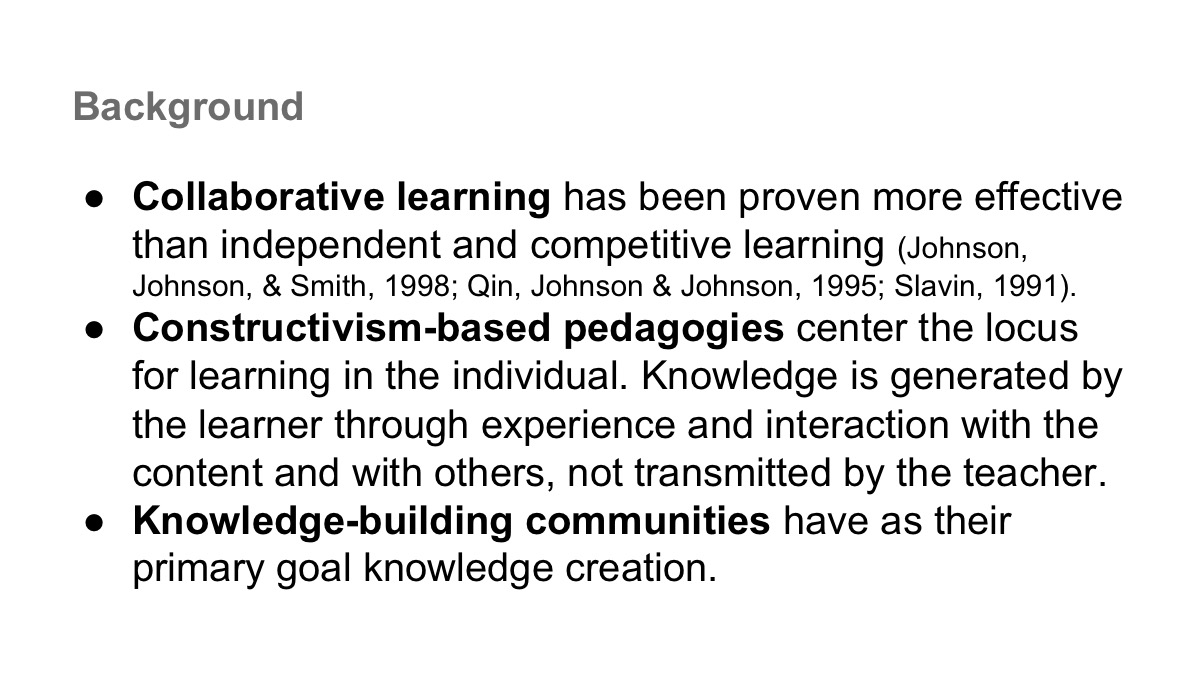 Background
● Collaborative learning has been proven more effective
than independent and competitive learning (Johnson,
Johnson, & Smith, 1998; Qin, Johnson & Johnson, 1995; Slavin, 1991).
● Constructivism-based pedagogies center the locus
for learning in the individual. Knowledge is generated by
the learner through experience and interaction with the
content and with others, not transmitted by the teacher.
● Knowledge-building communities have as their
primary goal knowledge creation.